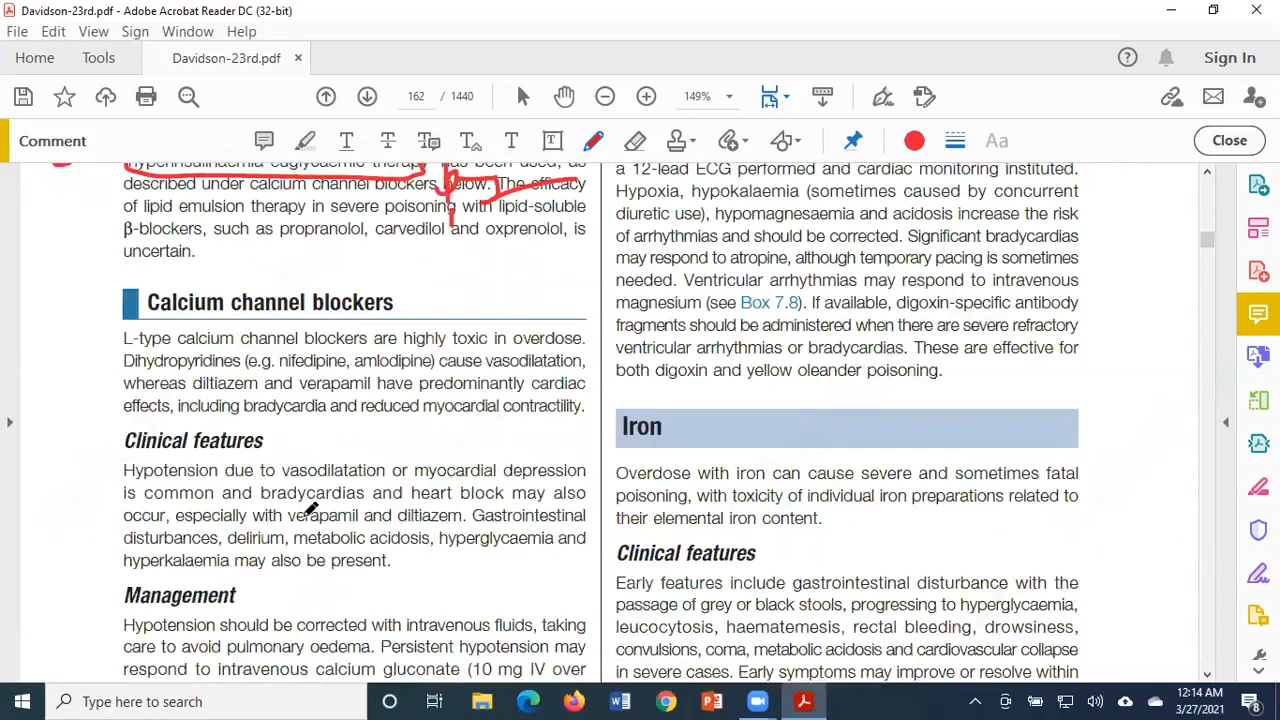 Davidson-23rd.pdf - Adobe Acrobat Reader DC (32-bit)
File Edit View Sign Window Help
Home Tools Davidson-23rd.pdf × Sign In
162 / 1440 149%
Comment Aa Close
hyperinsulinaemia euglycaemic therapy has been used, as
described under calcium channel blockers below. The efficacy
of lipid emulsion therapy in severe poisoning with lipid-soluble
β-blockers, such as propranolol, carvedilol and oxprenolol, is
uncertain.
Calcium channel blockers
L-type calcium channel blockers are highly toxic in overdose.
Dihydropyridines (e.g. nifedipine, amlodipine) cause vasodilatation,
whereas diltiazem and verapamil have predominantly cardiac
effects, including bradycardia and reduced myocardial contractility.
Clinical features
Hypotension due to vasodilatation or myocardial depression
is common and bradycardias and heart block may also
occur, especially with verapamil and diltiazem. Gastrointestinal
disturbances, delirium, metabolic acidosis, hyperglycaemia and
hyperkalaemia may also be present.
Management
Hypotension should be corrected with intravenous fluids, taking
care to avoid pulmonary oedema. Persistent hypotension may
respond to intravenous calcium gluconate (10 mg IV over
a 12-lead ECG performed and cardiac monitoring instituted.
Hypoxia, hypokalaemia (sometimes caused by concurrent
diuretic use), hypomagnesaemia and acidosis increase the risk
of arrhythmias and should be corrected. Significant bradycardias
may respond to atropine, although temporary pacing is sometimes
needed. Ventricular arrhythmias may respond to intravenous
magnesium (see Box 7.8). If available, digoxin-specific antibody
fragments should be administered when there are severe refractory
ventricular arrhythmias or bradycardias. These are effective for
both digoxin and yellow oleander poisoning.
Iron
Overdose with iron can cause severe and sometimes fatal
poisoning, with toxicity of individual iron preparations related to
their elemental iron content.
Clinical features
Early features include gastrointestinal disturbance with the
passage of grey or black stools, progressing to hyperglycaemia,
leucocytosis, haematemesis, rectal bleeding, drowsiness,
convulsions, coma, metabolic acidosis and cardiovascular collapse
in severe cases. Early symptoms may improve or resolve within
Type here to search
12:14 AM
3/27/2021
8